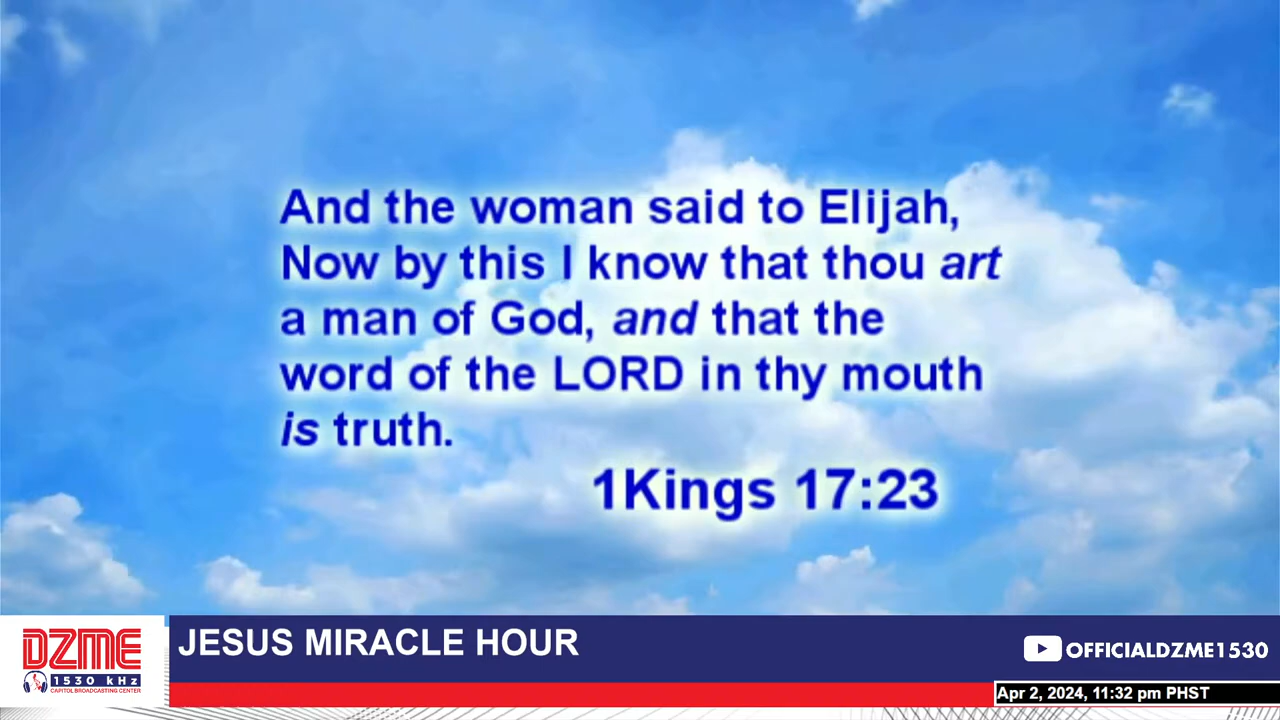 And the woman said to Elijah,
Now by this I know that thou art
a man of God, and that the
word of the LORD in thy mouth
is truth.
1Kings 17:23
DZME
1530 kHz
CAPITOL BROADCASTING CENTER
JESUS MIRACLE HOUR
OFFICIALDZME1530
Apr 2, 2024, 11:32 pm PHST